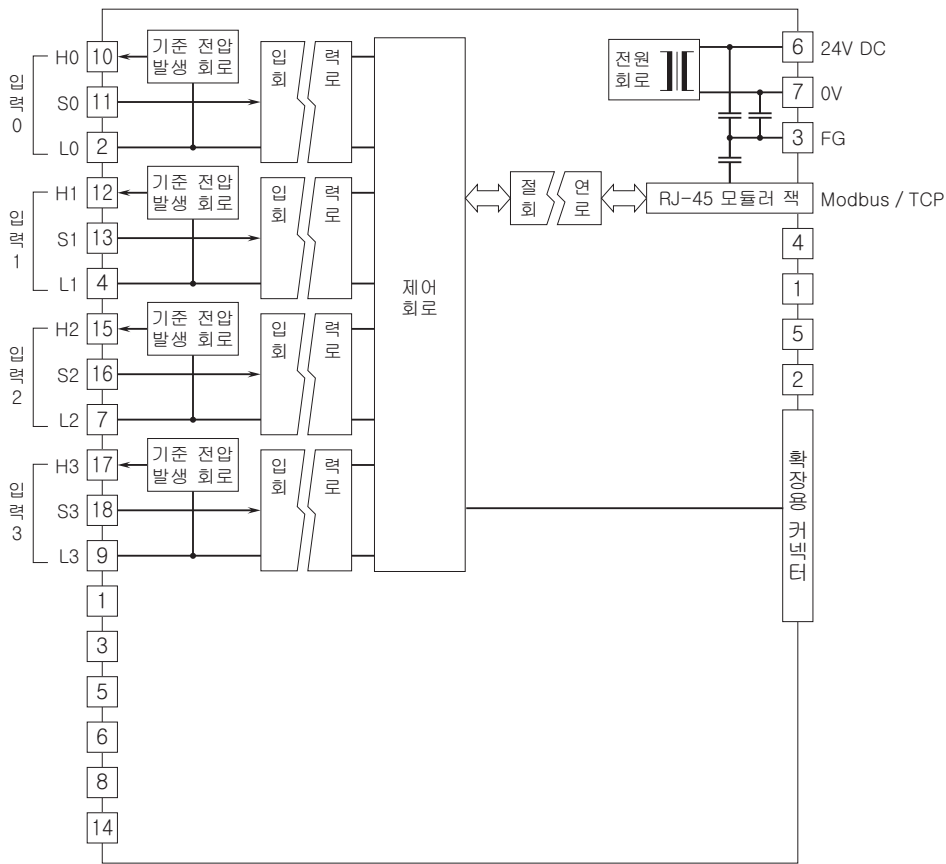 입력0
H0 10
S0 11
L0 2
기준 전압
발생 회로
입 력
회 로
입력1
H1 12
S1 13
L1 4
기준 전압
발생 회로
입 력
회 로
입력2
H2 15
S2 16
L2 7
기준 전압
발생 회로
입 력
회 로
입력3
H3 17
S3 18
L3 9
기준 전압
발생 회로
입 력
회 로
1
3
5
6
8
14
제어
회로
전원
회로
6 24V DC
7 0V
3 FG
절 연
회 로
RJ-45 모듈러 잭 Modbus / TCP
4
1
5
2
확장용 커넥터